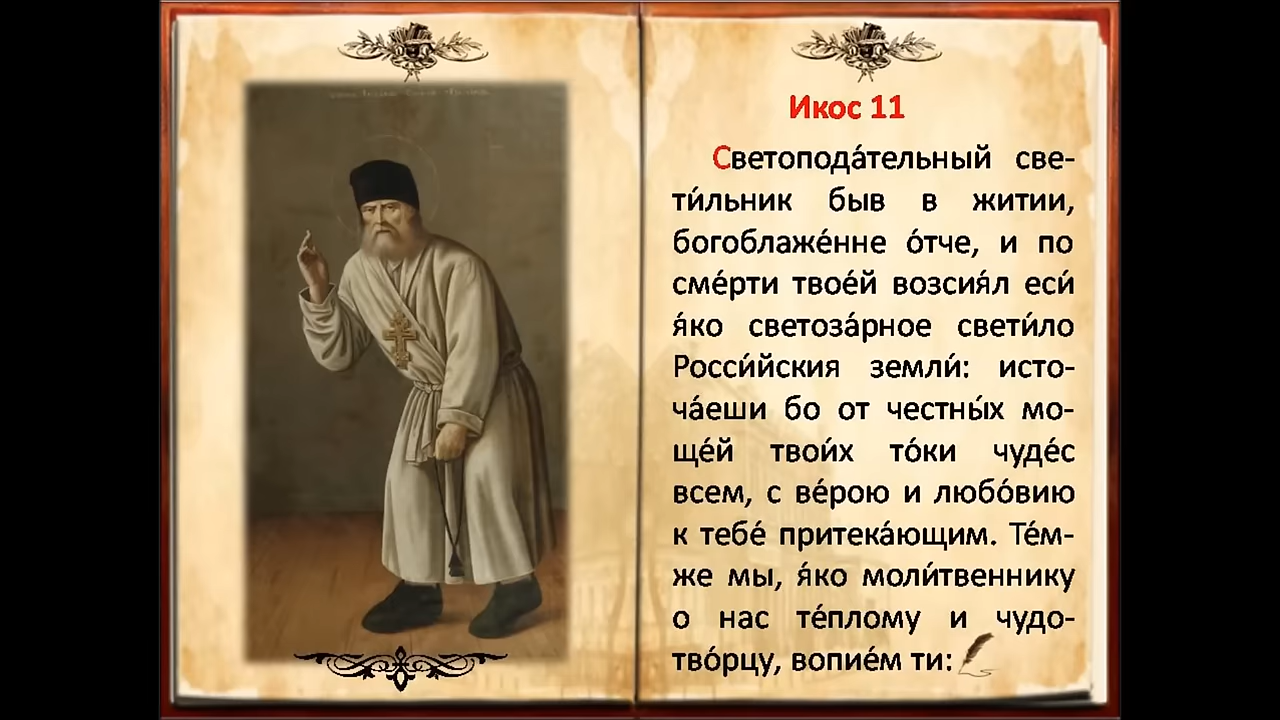 Икос 11
Светопода́тельный све-
ти́льник быв в житии,
богоблаже́нне о́тче, и по
сме́рти твое́й возсия́л еси́
я́ко светоза́рное свети́ло
Росси́йския земли́: исто-
ча́еши бо от честны́х мо-
ще́й твои́х то́ки чуде́с
всем, с ве́рою и любо́вию
к тебе́ притека́ющим. Те́м-
же мы, я́ко моли́твеннику
о нас те́плому и чудо-
тво́рцу, вопие́м ти: